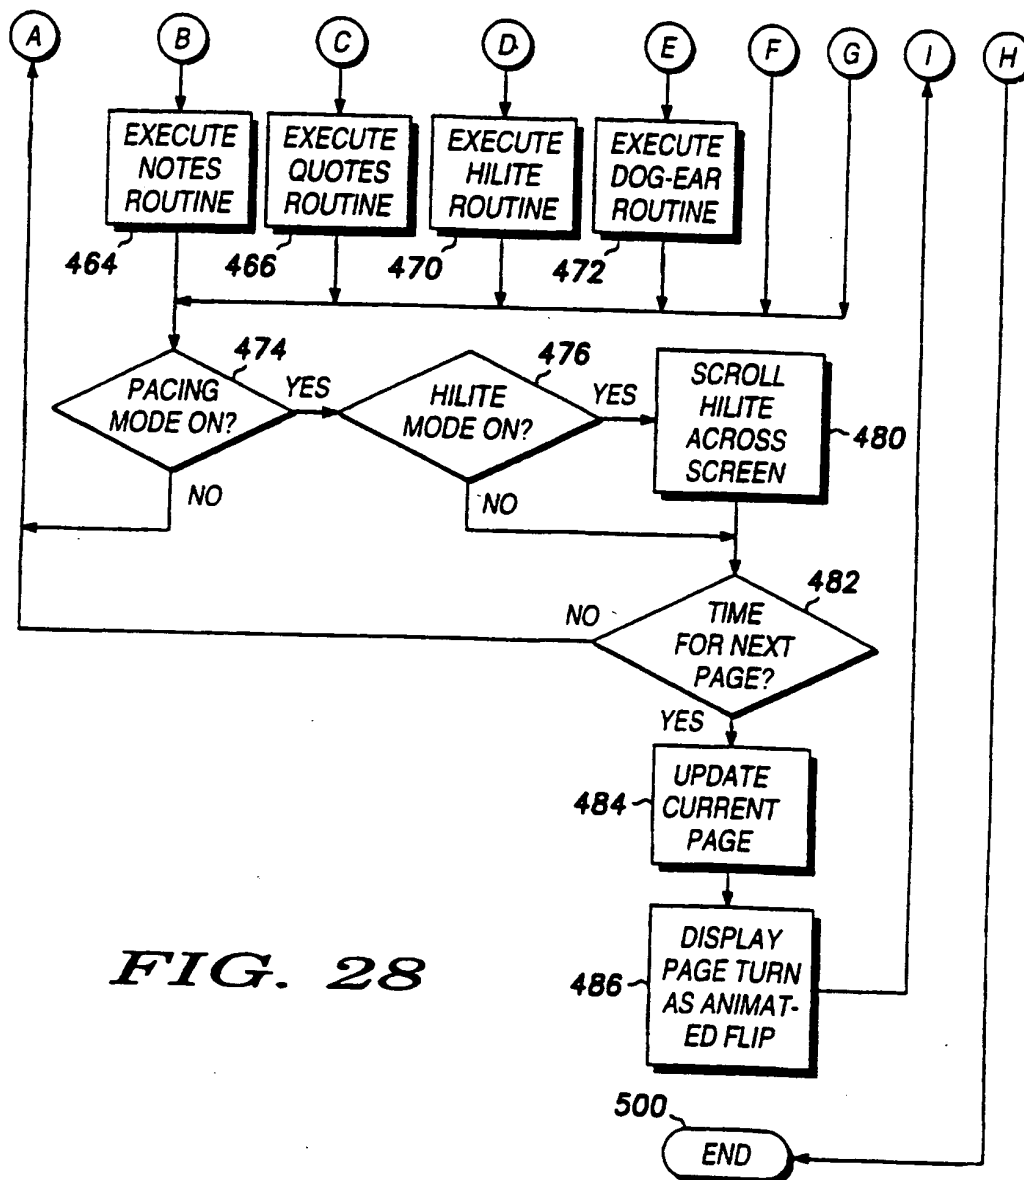 A
B
C
D
E
F
G
I
H
EXECUTE
NOTES
ROUTINE
464
EXECUTE
QUOTES
ROUTINE
466
EXECUTE
HILITE
ROUTINE
470
EXECUTE
DOG-EAR
ROUTINE
472
PACING
MODE ON?
474
YES
NO
HILITE
MODE ON?
476
YES
NO
SCROLL
HILITE
ACROSS
SCREEN
480
TIME
FOR NEXT
PAGE?
482
NO
YES
UPDATE
CURRENT
PAGE
484
DISPLAY
PAGE TURN
AS ANIMAT-
ED FLIP
486
FIG. 28
500
END